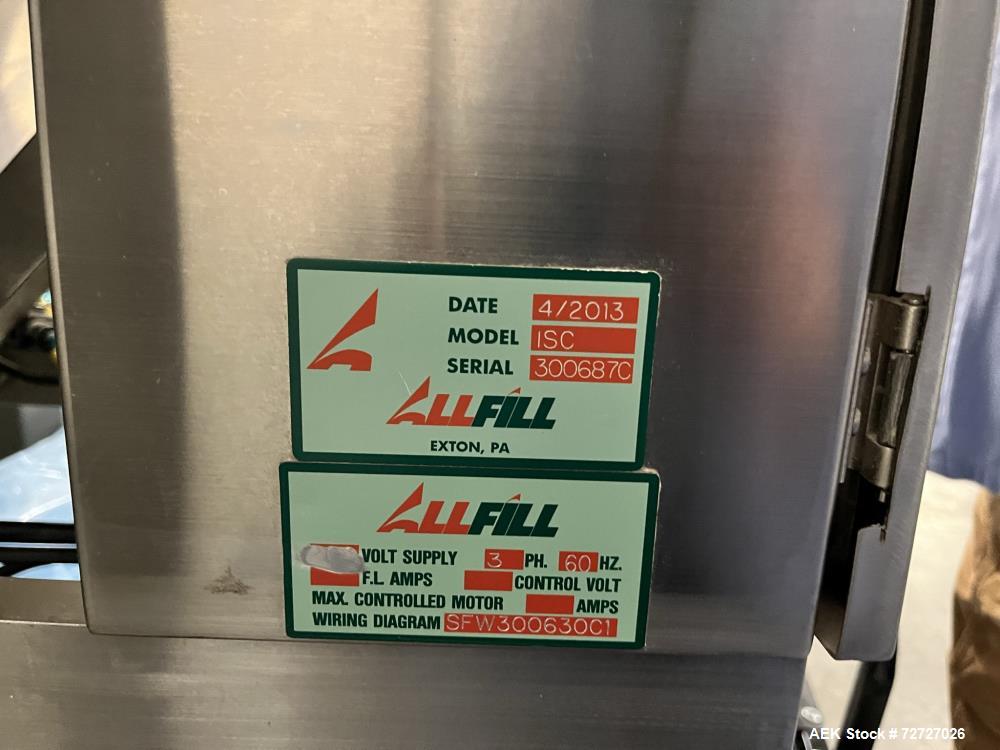 DATE 4/2013
MODEL ISC
SERIAL 300687C
ALLFILL
EXTON, PA
ALLFILL
VOLT SUPPLY 3 PH. 60 HZ.
F.L. AMPS CONTROL VOLT
MAX. CONTROLLED MOTOR AMPS
WIRING DIAGRAM SFW300630C1
AEK Stock # 72727026